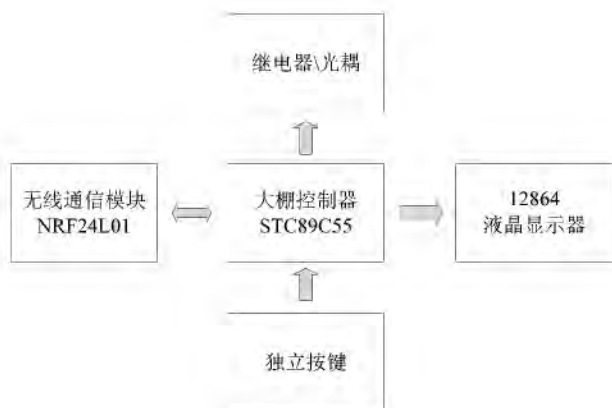 继电器\光耦
无线通信模块
NRF24L01
大棚控制器
STC89C55
12864
液晶显示器
独立按键